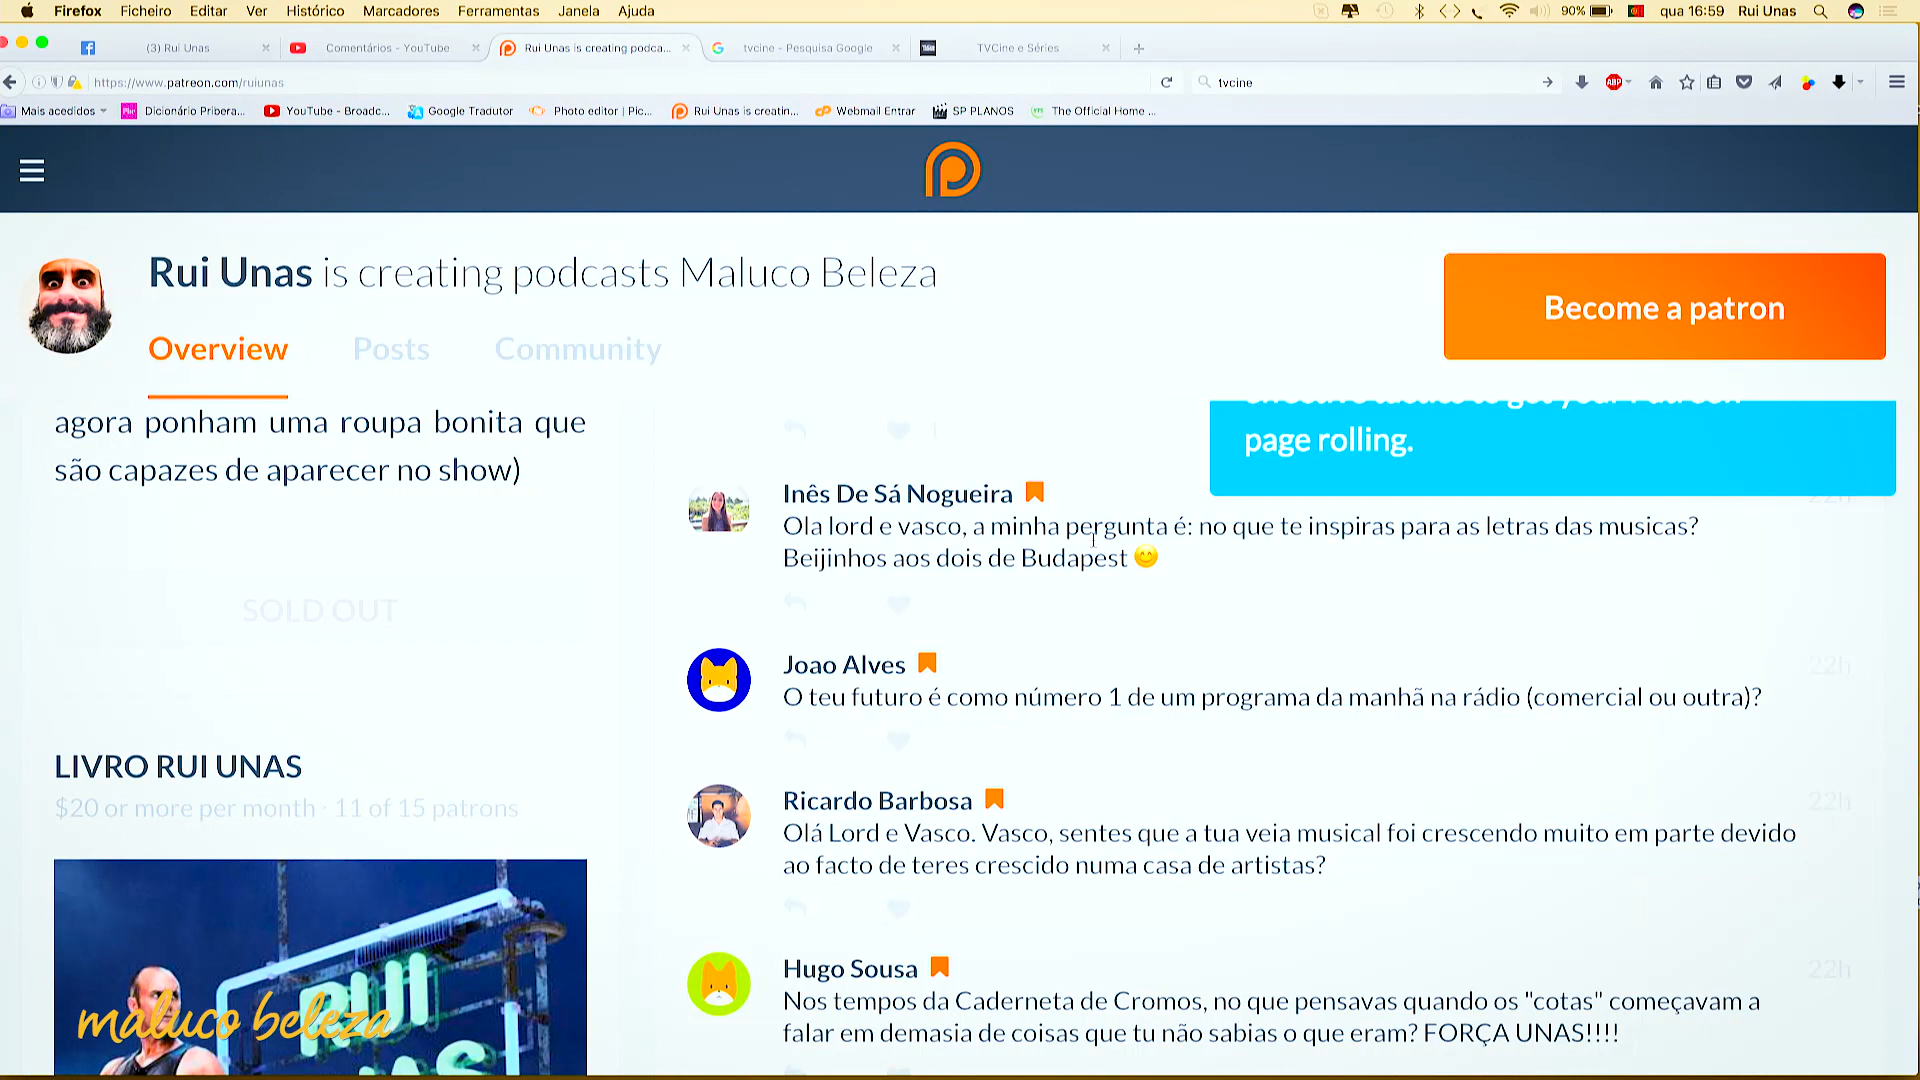 Firefox Ficheiro Editar Ver Histórico Marcadores Ferramentas Janela Ajuda 90% qua 16:59 Rui Unas
(3) Rui Unas Comentários - YouTube Rui Unas is creating podca... tvcine - Pesquisa Google TVCine e Séries
https://www.patreon.com/ruiunas tvcine
Mais acedidos Dicionário Pribera... YouTube - Broadc... Google Tradutor Photo editor | Pic... Rui Unas is creatin... Webmail Entrar SP PLANOS The Official Home ...
Rui Unas is creating podcasts Maluco Beleza
Become a patron
Overview Posts Community
agora ponham uma roupa bonita que
são capazes de aparecer no show)
SOLD OUT
LIVRO RUI UNAS
$20 or more per month · 11 of 15 patrons
RUI
maluco beleza
page rolling.
Inês De Sá Nogueira 22h
Ola lord e vasco, a minha pergunta é: no que te inspiras para as letras das musicas?
Beijinhos aos dois de Budapest 😊
Joao Alves 22h
O teu futuro é como número 1 de um programa da manhã na rádio (comercial ou outra)?
Ricardo Barbosa 22h
Olá Lord e Vasco. Vasco, sentes que a tua veia musical foi crescendo muito em parte devido
ao facto de teres crescido numa casa de artistas?
Hugo Sousa 22h
Nos tempos da Caderneta de Cromos, no que pensavas quando os "cotas" começavam a
falar em demasia de coisas que tu não sabias o que eram? FORÇA UNAS!!!!